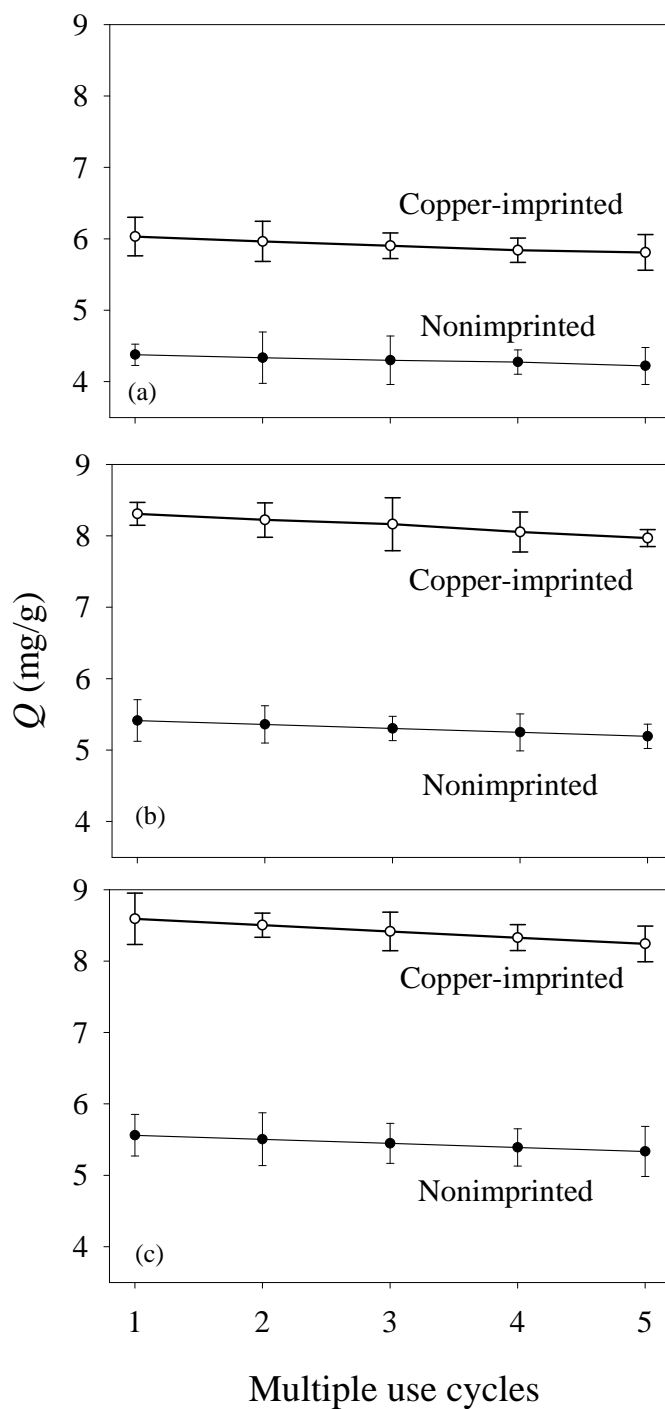 9
8
7
Copper-imprinted
6
5
Nonimprinted
4
(a)
9
8
Copper-imprinted
7
6
5
Nonimprinted
4
(b)
Q (mg/g)
9
8
Copper-imprinted
7
6
5
Nonimprinted
4
(c)
1 2 3 4 5
Multiple use cycles